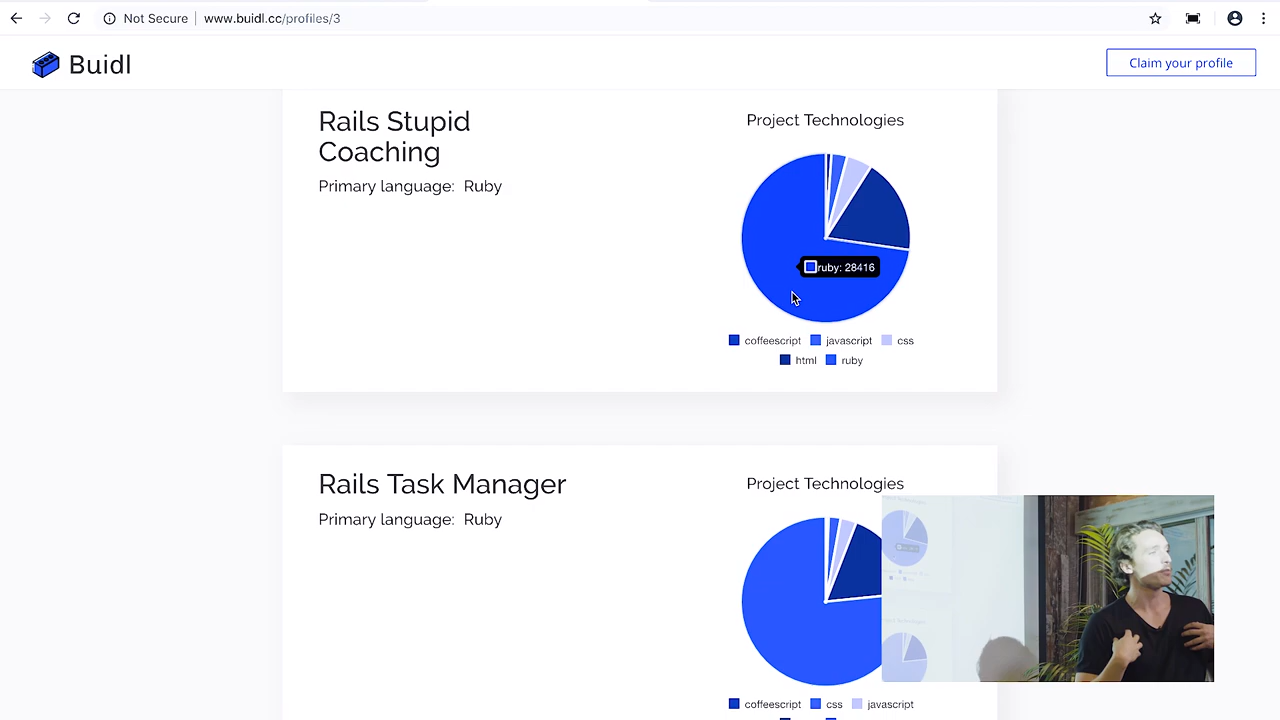 Not Secure www.buidl.cc/profiles/3
Buidl
Claim your profile
Rails Stupid
Coaching
Primary language: Ruby
Project Technologies
ruby: 28416
coffeescript javascript css
html ruby
Rails Task Manager
Primary language: Ruby
Project Technologies
coffeescript css javascript